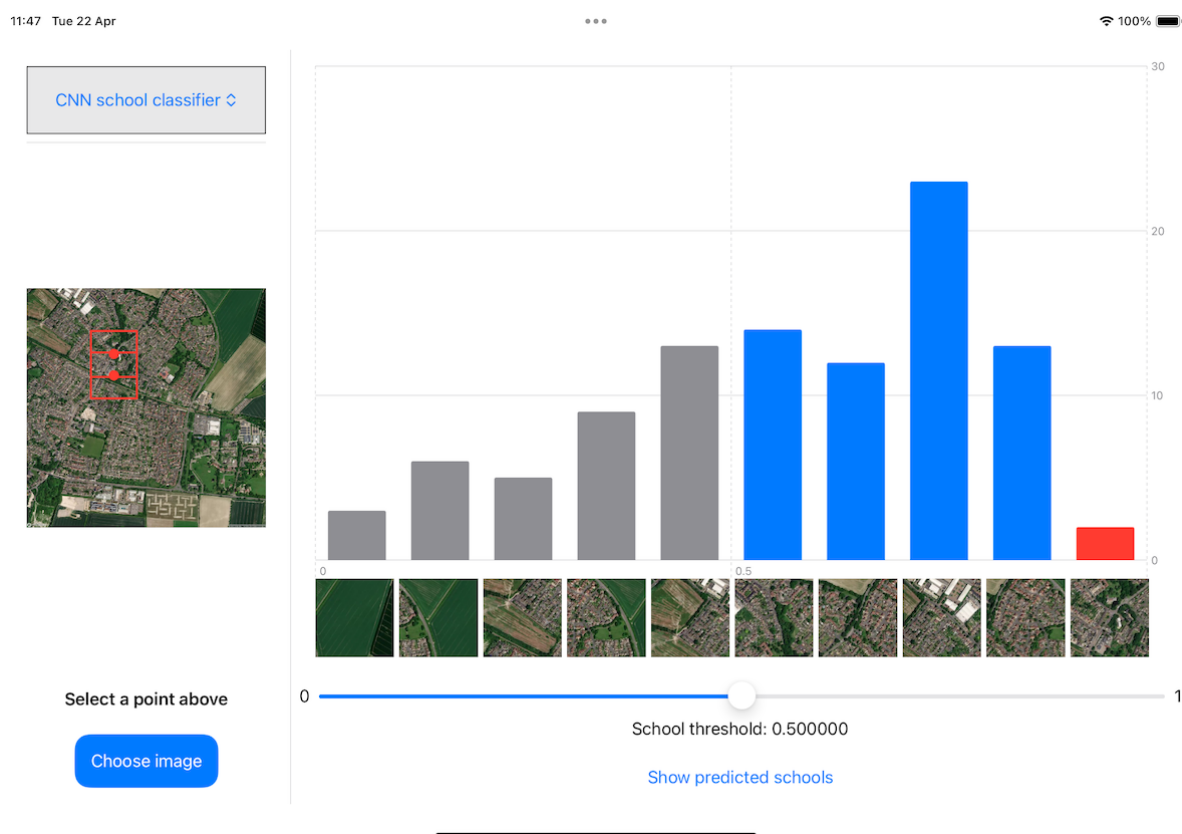 11:47 Tue 22 Apr
100%
CNN school classifier
30
20
10
0
0
0.5
0
1
School threshold: 0.500000
Show predicted schools
Select a point above
Choose image